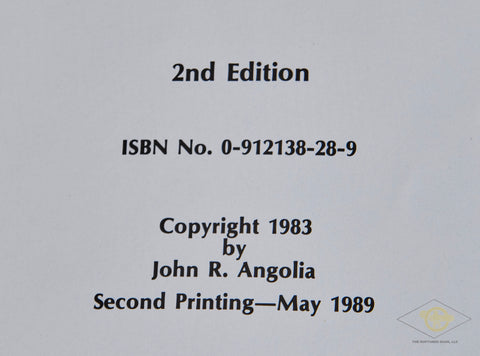 2nd Edition
ISBN No. 0-912138-28-9
Copyright 1983
by
John R. Angolia
Second Printing—May 1989